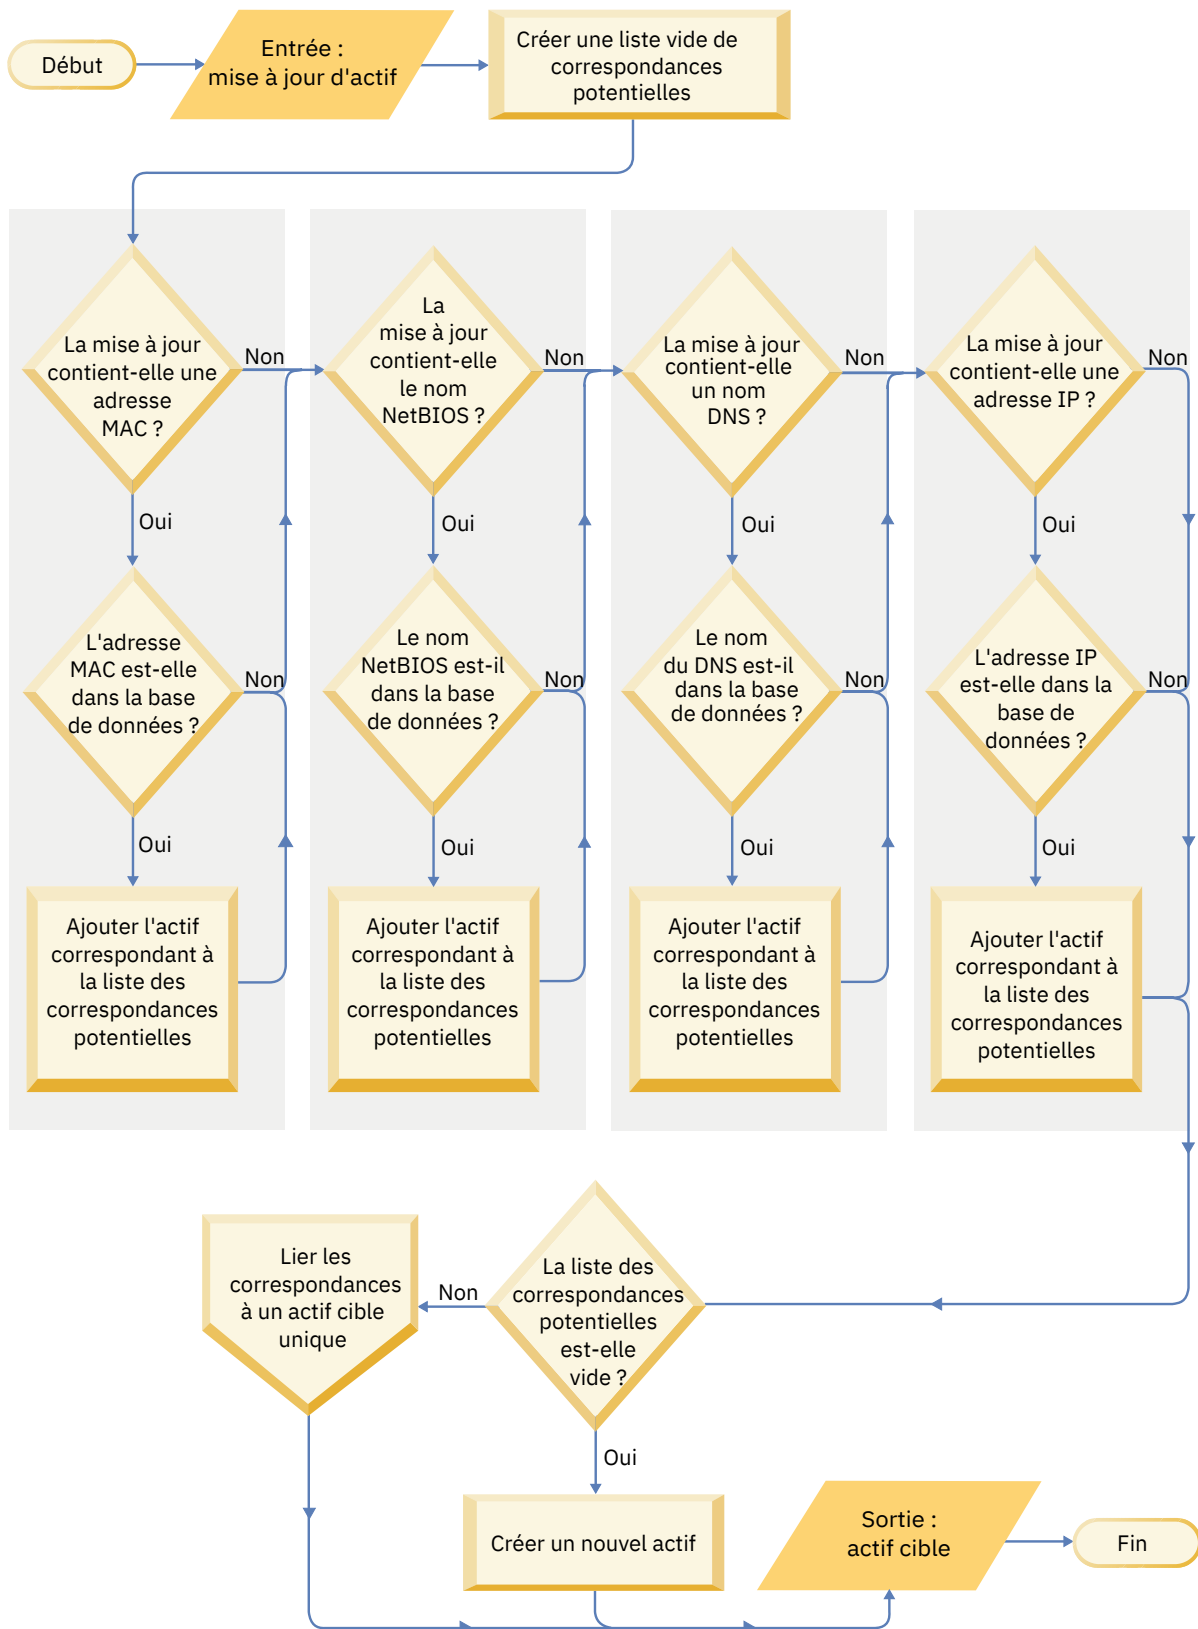 Début
Entrée :
mise à jour d'actif
Créer une liste vide de
correspondances
potentielles
La mise à jour
contient-elle une
adresse
MAC ?
Non
Oui
L'adresse
MAC est-elle
dans la base
de données ?
Non
Oui
Ajouter l'actif
correspondant à
la liste des
correspondances
potentielles
La
mise à jour
contient-elle
le nom
NetBIOS ?
Non
Oui
Le nom
NetBIOS est-il
dans la base
de données ?
Non
Oui
Ajouter l'actif
correspondant à
la liste des
correspondances
potentielles
La mise à jour
contient-elle
un nom
DNS ?
Non
Oui
Le nom
du DNS est-il
dans la base
de données ?
Non
Oui
Ajouter l'actif
correspondant à
la liste des
correspondances
potentielles
La mise à jour
contient-elle une
adresse IP ?
Non
Oui
L'adresse IP
est-elle dans la
base de
données ?
Non
Oui
Ajouter l'actif
correspondant à
la liste des
correspondances
potentielles
La liste des
correspondances
potentielles
est-elle
vide ?
Non
Lier les
correspondances
à un actif cible
unique
Oui
Créer un nouvel actif
Sortie :
actif cible
Fin